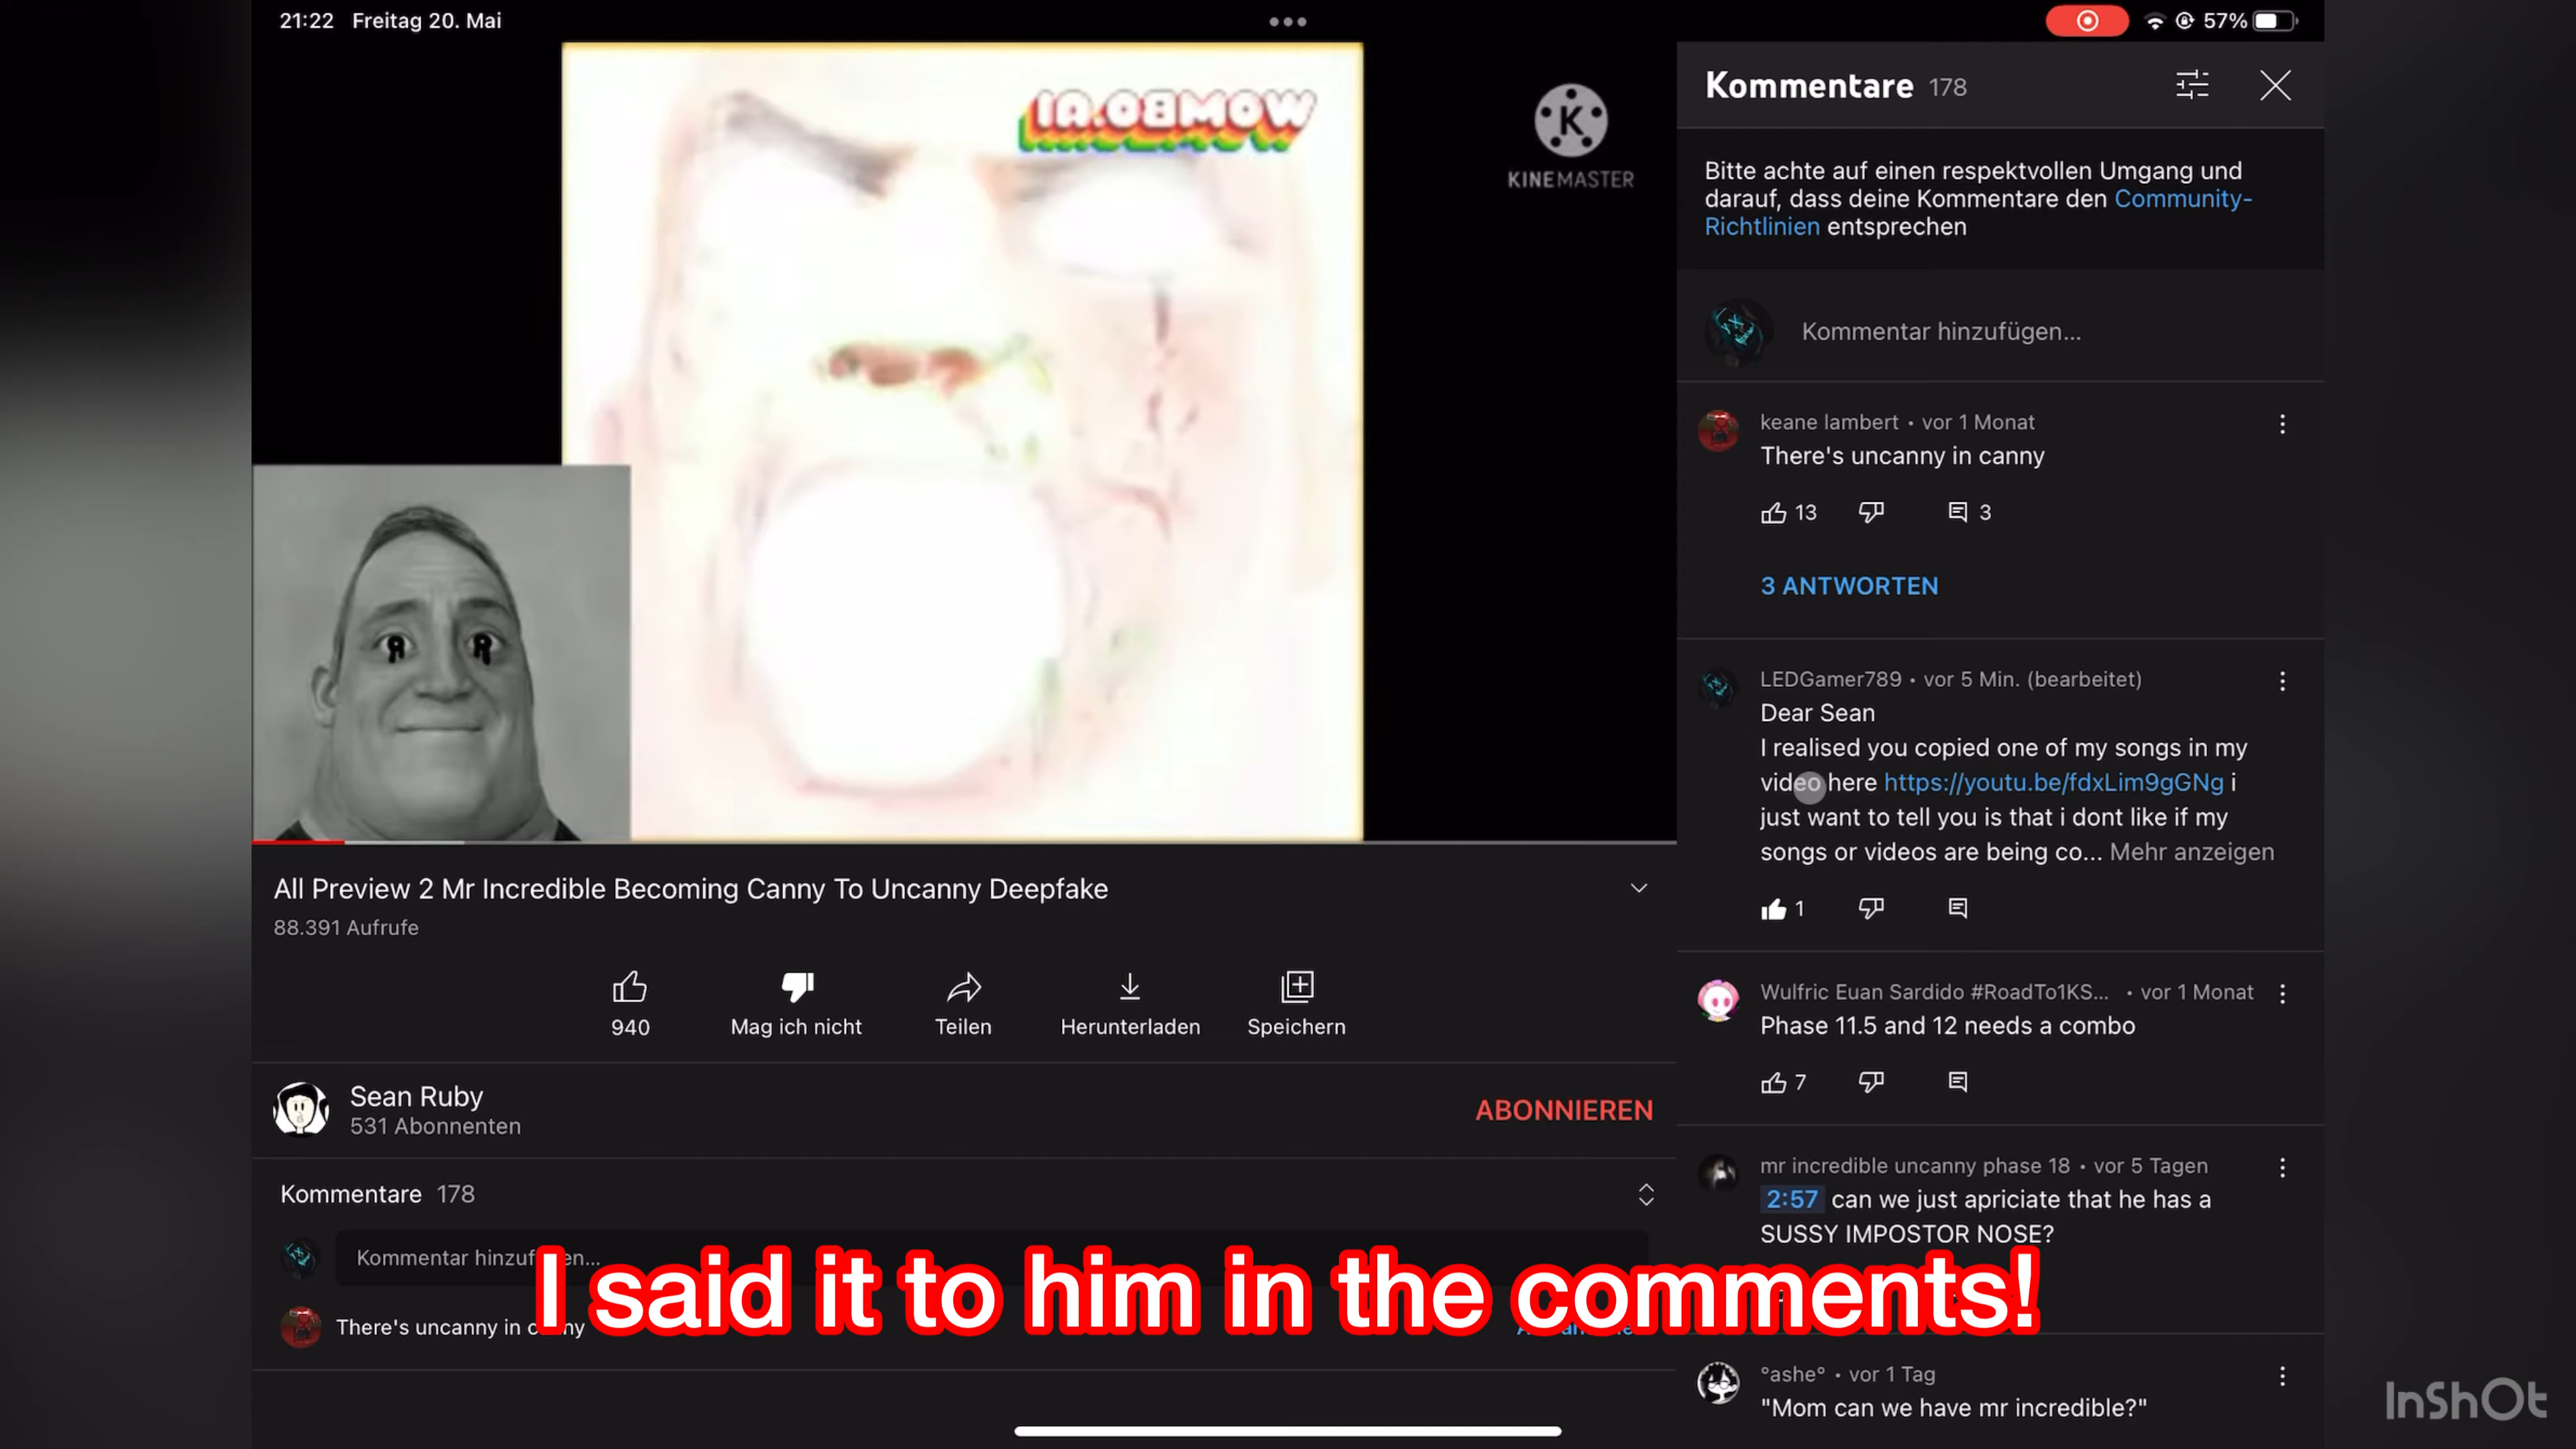 21:22 Freitag 20. Mai
57%
WOMBO.AI
K
KINEMASTER
All Preview 2 Mr Incredible Becoming Canny To Uncanny Deepfake
88.391 Aufrufe
940
Mag ich nicht
Teilen
Herunterladen
Speichern
Sean Ruby
531 Abonnenten
ABONNIEREN
Kommentare 178
Kommentar hinzufügen...
There's uncanny in canny
Kommentare 178
Bitte achte auf einen respektvollen Umgang und
darauf, dass deine Kommentare den Community-
Richtlinien entsprechen
Kommentar hinzufügen...
keane lambert • vor 1 Monat
There's uncanny in canny
13
3
3 ANTWORTEN
LEDGamer789 • vor 5 Min. (bearbeitet)
Dear Sean
I realised you copied one of my songs in my
video here https://youtu.be/fdxLim9gGNg i
just want to tell you is that i dont like if my
songs or videos are being co... Mehr anzeigen
1
Wulfric Euan Sardido #RoadTo1KS... • vor 1 Monat
Phase 11.5 and 12 needs a combo
7
mr incredible uncanny phase 18 • vor 5 Tagen
2:57 can we just apriciate that he has a
SUSSY IMPOSTOR NOSE?
°ashe° • vor 1 Tag
"Mom can we have mr incredible?"
I said it to him in the comments!
InShOt